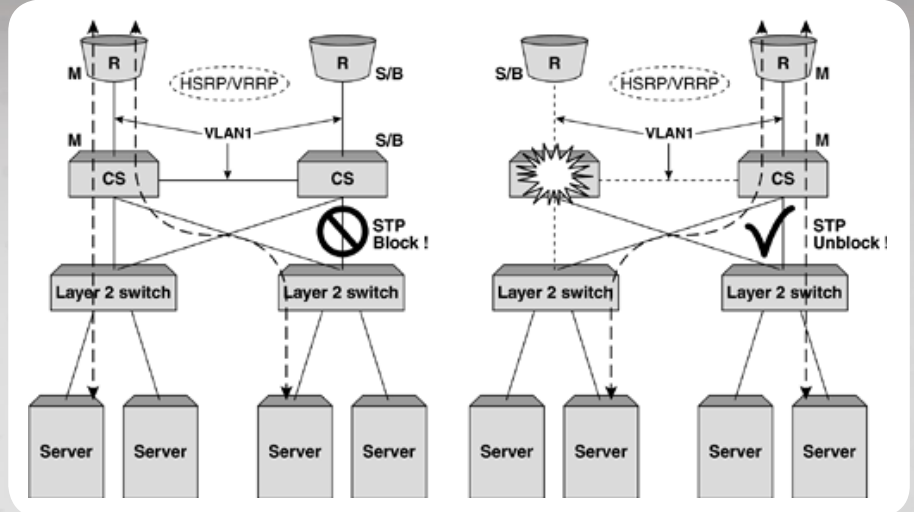 R
R
R
R
M
S/B
S/B
M
HSRP/VRRP
HSRP/VRRP
VLAN1
VLAN1
M
S/B
M
CS
CS
CS
STP
Block !
STP
Unblock !
Layer 2 switch
Layer 2 switch
Layer 2 switch
Layer 2 switch
Server
Server
Server
Server
Server
Server
Server
Server